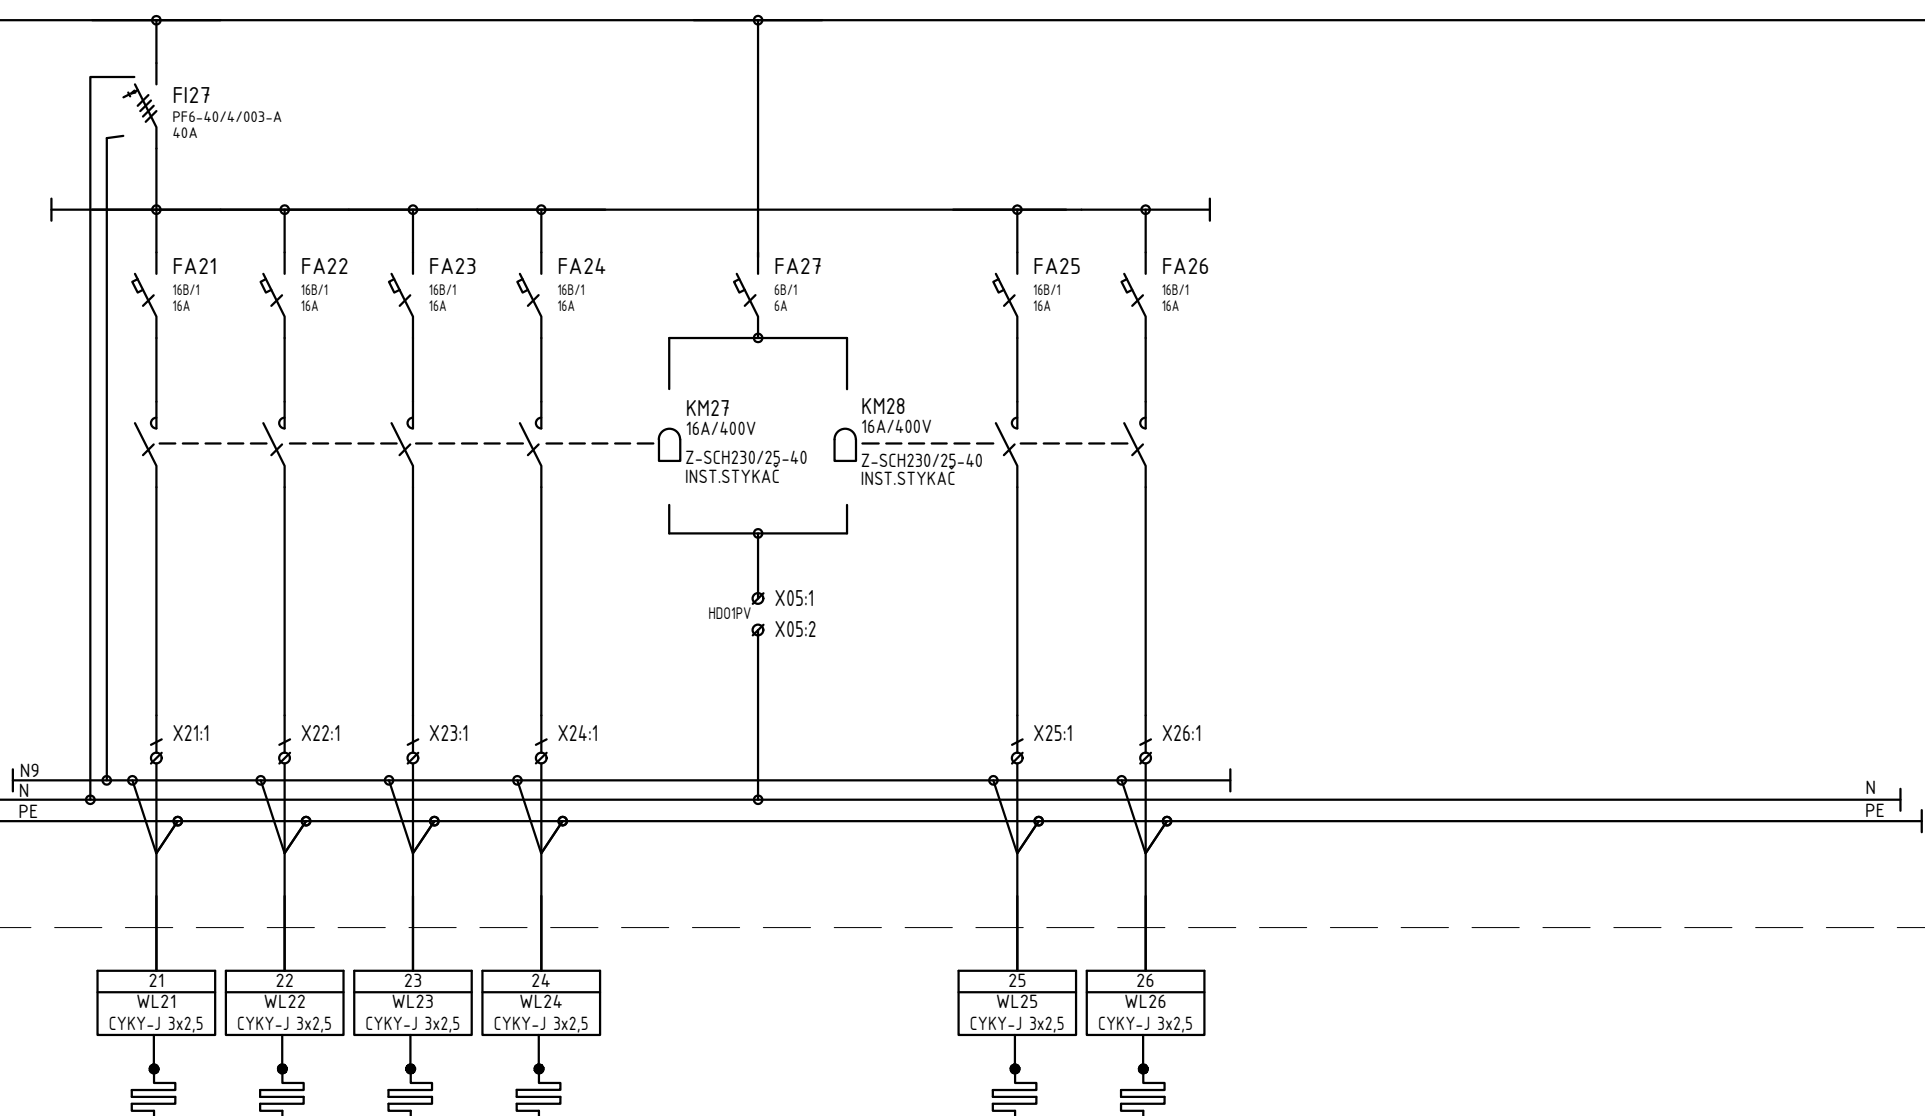 FI27
PF6-40/4/003-A
40A
FA21
16B/1
16A
FA22
16B/1
16A
FA23
16B/1
16A
FA24
16B/1
16A
FA27
6B/1
6A
FA25
16B/1
16A
FA26
16B/1
16A
KM27
16A/400V
Z-SCH230/25-40
INST.STYKAČ
KM28
16A/400V
Z-SCH230/25-40
INST.STYKAČ
X05:1
HDO1PV
X05:2
X21:1
X22:1
X23:1
X24:1
X25:1
X26:1
N9
N
PE
N
PE
21
WL21
CYKY-J 3x2,5
22
WL22
CYKY-J 3x2,5
23
WL23
CYKY-J 3x2,5
24
WL24
CYKY-J 3x2,5
25
WL25
CYKY-J 3x2,5
26
WL26
CYKY-J 3x2,5